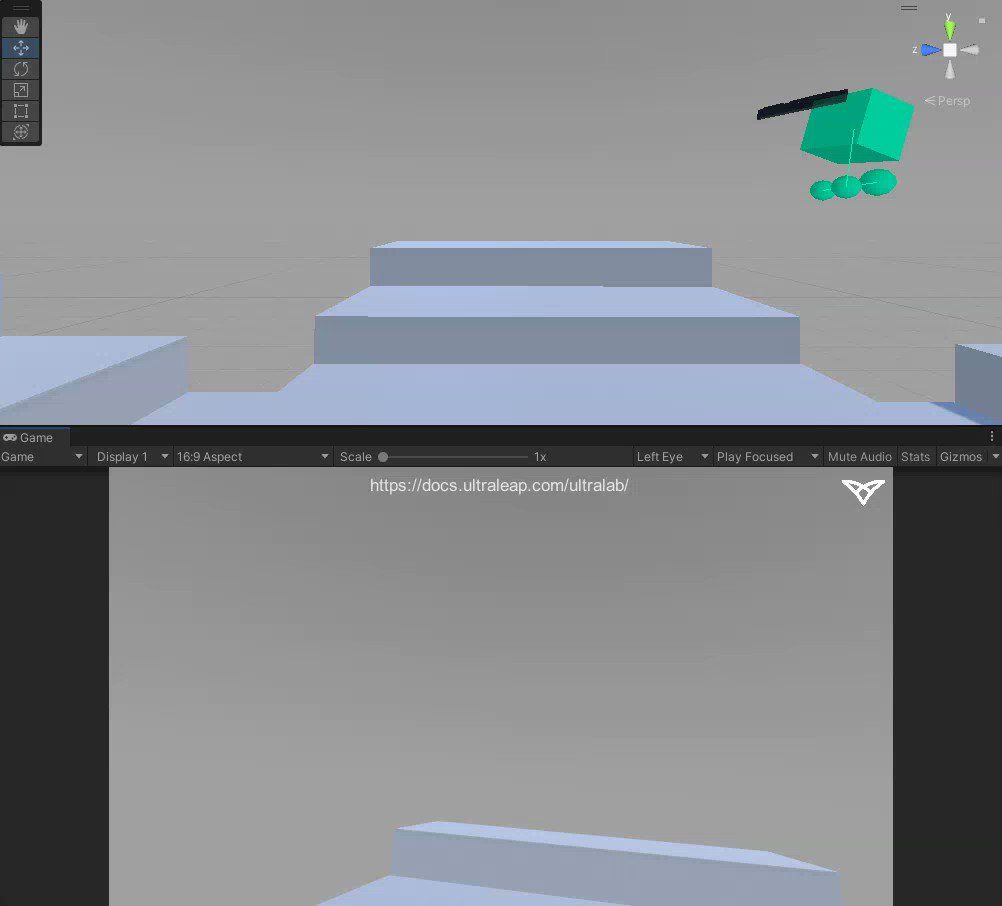 y
z
Persp
Game
Game
Display 1
16:9 Aspect
Scale
1x
Left Eye
Play Focused
Mute Audio
Stats
Gizmos
https://docs.ultraleap.com/ultralab/